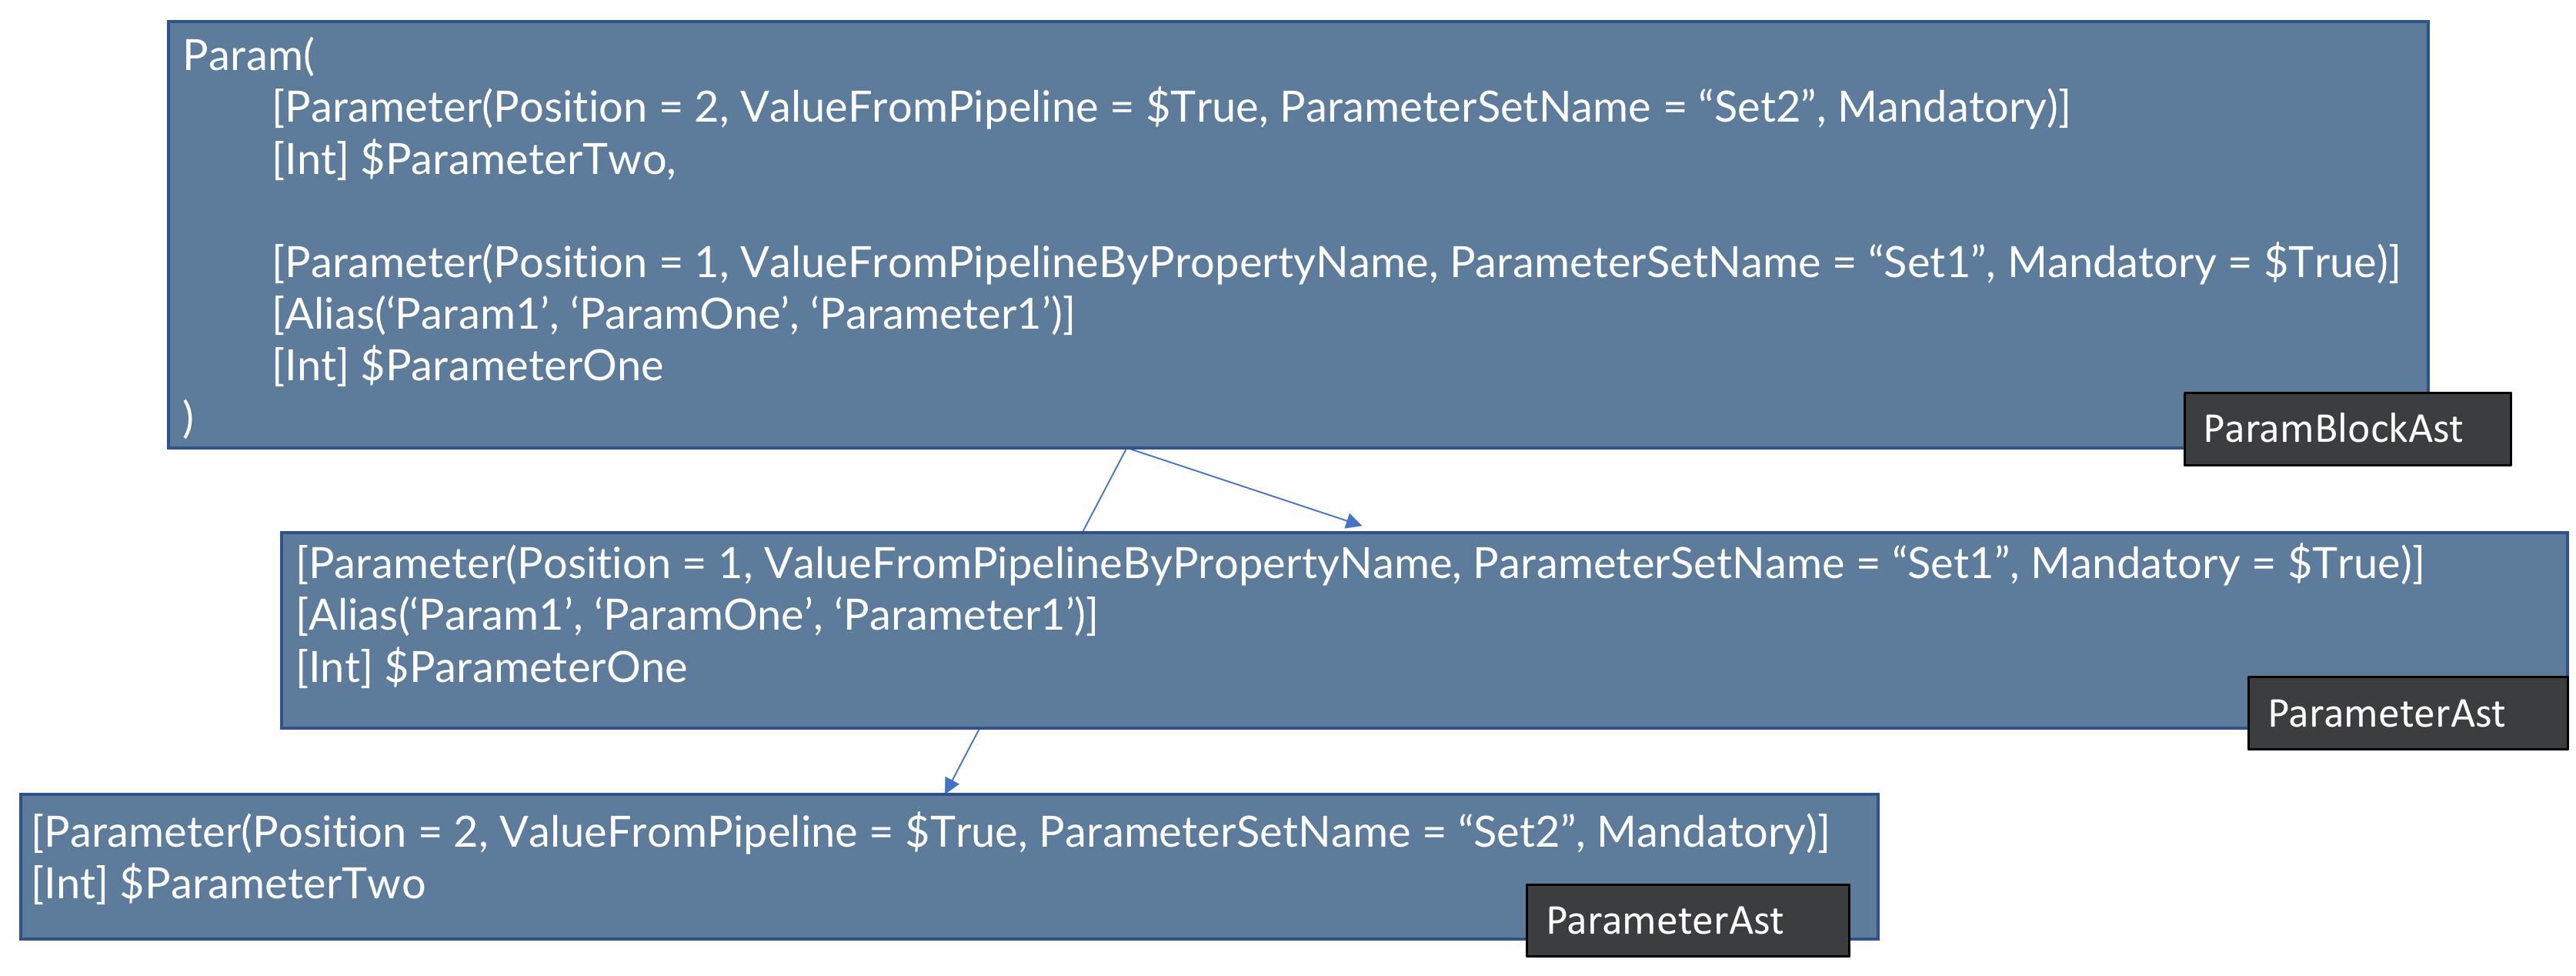 Param(
[Parameter(Position = 2, ValueFromPipeline = $True, ParameterSetName = “Set2”, Mandatory)]
[Int] $ParameterTwo,
[Parameter(Position = 1, ValueFromPipelineByPropertyName, ParameterSetName = “Set1”, Mandatory = $True)]
[Alias(‘Param1’, ‘ParamOne’, ‘Parameter1’)]
[Int] $ParameterOne
)
ParamBlockAst
[Parameter(Position = 1, ValueFromPipelineByPropertyName, ParameterSetName = “Set1”, Mandatory = $True)]
[Alias(‘Param1’, ‘ParamOne’, ‘Parameter1’)]
[Int] $ParameterOne
ParameterAst
[Parameter(Position = 2, ValueFromPipeline = $True, ParameterSetName = “Set2”, Mandatory)]
[Int] $ParameterTwo
ParameterAst